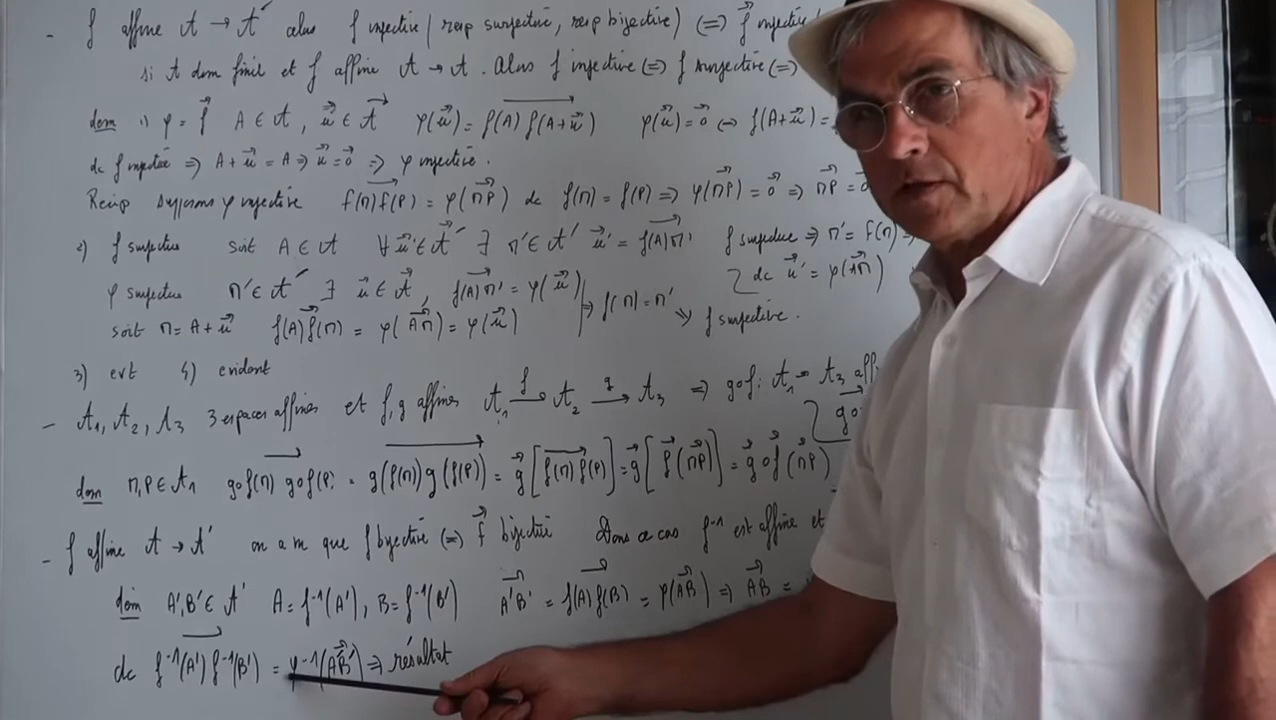 - f affine A → A' alors f injective (resp surjective, resp bijective) (=) f⃗ injective
si A dim finie et f affine A → A. Alors f injective (=) f surjective (=)
dem 1) φ = f⃗ A ∈ A, u⃗ ∈ A⃗ φ(u⃗) = f(A) f(A+u⃗) φ(u⃗) = 0⃗ ⇔ f(A+u⃗) =
dc f injective ⇒ A + u⃗ = A ⇒ u⃗ = 0⃗ ⇒ φ injective.
Récip supposons φ injective f(M)f(P) = φ(MP) dc f(M) = f(P) ⇒ φ(MP) = 0⃗ ⇒ MP = 0⃗
2) f surjective soit A ∈ A ∀ u⃗' ∈ A⃗' ∃ M' ∈ A' u⃗' = f(A)M' f surjective ⇒ M' = f(M) ⇒
dc u⃗' = φ(AM)
φ surjective M' ∈ A' ∃ u⃗ ∈ A⃗, f(A)M' = φ(u⃗)
soit M = A + u⃗ f(A)f(M) = φ(AM) = φ(u⃗) ⇒ f(M) = M' ⇒ f surjective.
3) evt 4) evident
- A₁, A₂, A₃ 3 espaces affines et f, g affines A₁ →f A₂ →g A₃ ⇒ gof : A₁ → A₃ aff
go
dem M, P ∈ A₁ gof(M) gof(P) = g(f(M)) g(f(P)) = g⃗[f(M) f(P)] = g⃗[f⃗(MP)] = g⃗ o f⃗(MP)
- f affine A → A' on a m que f bijective (=) f⃗ bijective Dans ce cas f⁻¹ est affine et
dem A', B' ∈ A' A = f⁻¹(A'), B = f⁻¹(B') A'B' = f(A)f(B) = φ(AB) ⇒ AB =
dc f⁻¹(A') f⁻¹(B') = φ⁻¹(A'B') ⇒ résultat